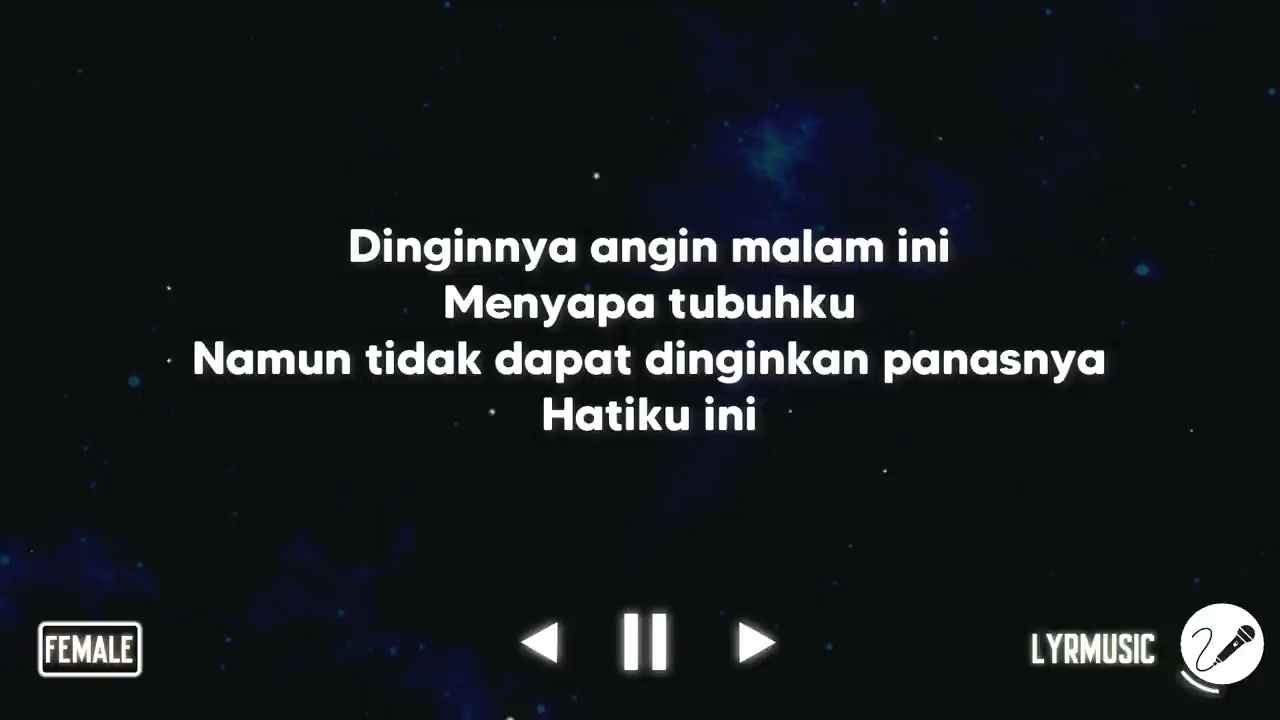 Dinginnya angin malam ini
Menyapa tubuhku
Namun tidak dapat dinginkan panasnya
Hatiku ini
FEMALE
LYRMUSIC